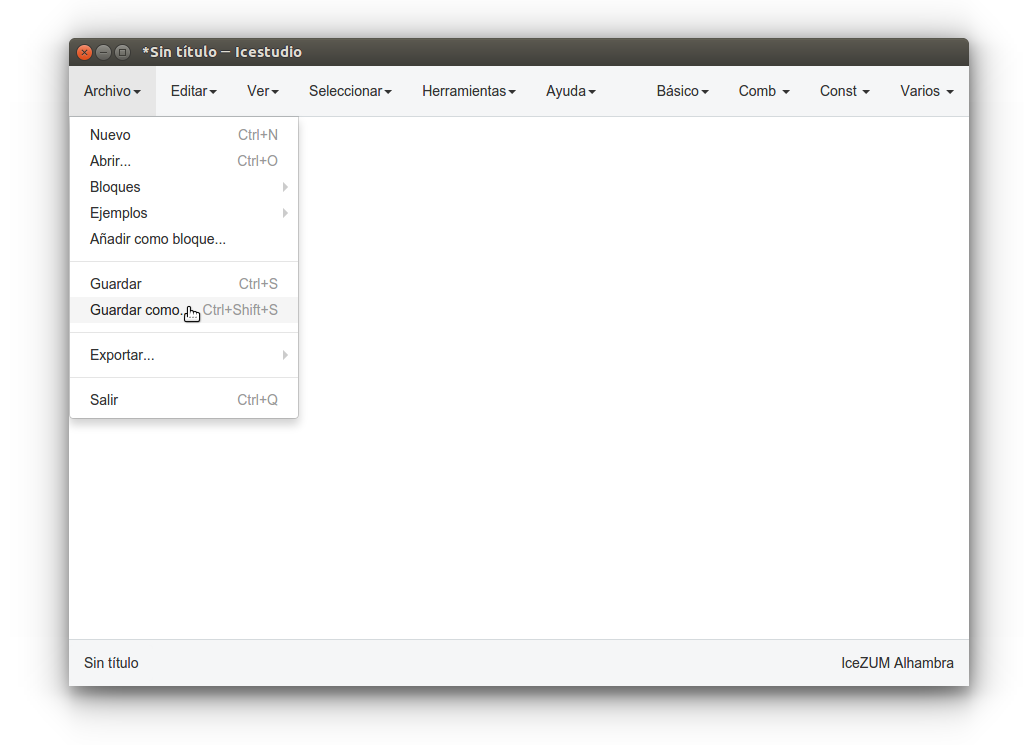 *Sin título — Icestudio
Archivo Editar Ver Seleccionar Herramientas Ayuda Básico Comb Const Varios
Nuevo Ctrl+N
Abrir... Ctrl+O
Bloques
Ejemplos
Añadir como bloque...
Guardar Ctrl+S
Guardar como... Ctrl+Shift+S
Exportar...
Salir Ctrl+Q
Sin título IceZUM Alhambra